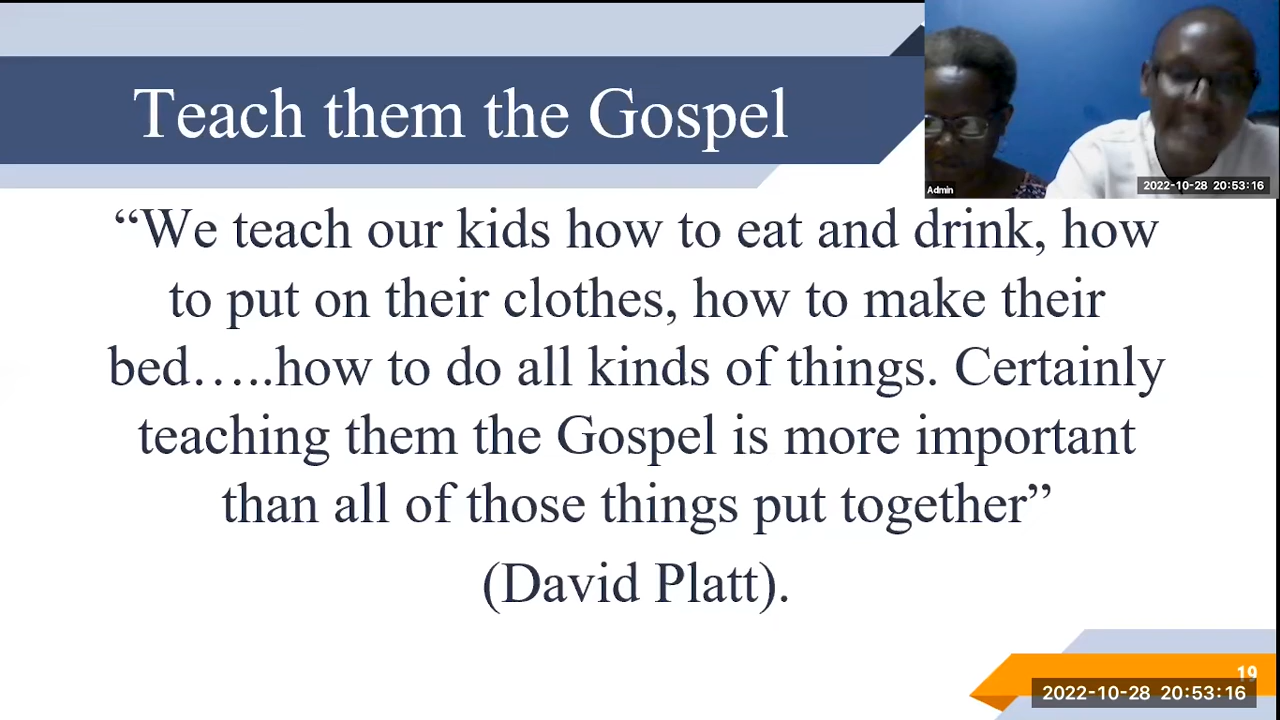 Teach them the Gospel
Admin
2022-10-28 20:53:16
“We teach our kids how to eat and drink, how
to put on their clothes, how to make their
bed…..how to do all kinds of things. Certainly
teaching them the Gospel is more important
than all of those things put together”
(David Platt).
19
2022-10-28 20:53:16